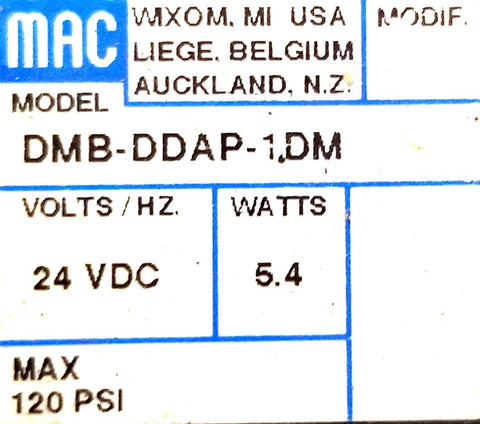 MAC
WIXOM, MI USA
LIEGE, BELGIUM
AUCKLAND, N.Z.
MODIF.
MODEL
DMB-DDAP-1DM
VOLTS/HZ.
WATTS
24 VDC
5.4
MAX
120 PSI